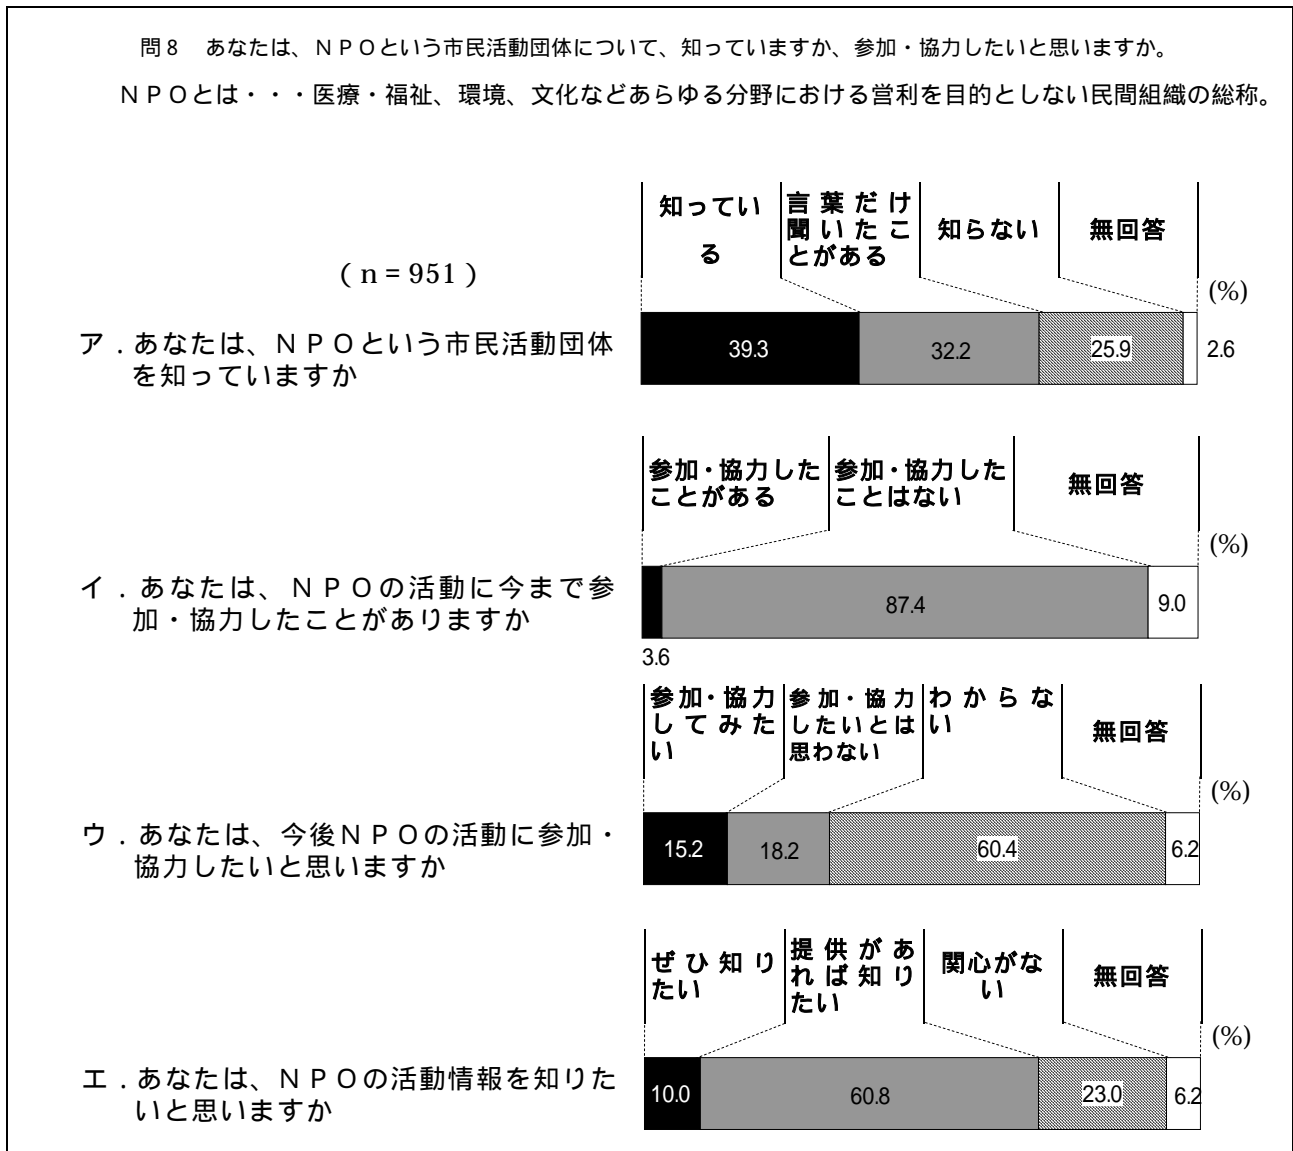 問８　あなたは、ＮＰＯという市民活動団体について、知っていますか、参加・協力したいと思いますか。
ＮＰＯとは・・・医療・福祉、環境、文化などあらゆる分野における営利を目的としない民間組織の総称。
（ n = 951 ）
知ってい
る
言葉だけ
聞いたこ
とがある
知らない
無回答
(%)
ア．あなたは、ＮＰＯという市民活動団体
を知っていますか
39.3
32.2
25.9
2.6
参加・協力した
ことがある
参加・協力した
ことはない
無回答
(%)
イ．あなたは、ＮＰＯの活動に今まで参
加・協力したことがありますか
87.4
9.0
3.6
参加・協力
してみた
い
参加・協力
したいとは
思わない
わからな
い
無回答
(%)
ウ．あなたは、今後ＮＰＯの活動に参加・
協力したいと思いますか
15.2
18.2
60.4
6.2
ぜひ知り
たい
提供があ
れば知り
たい
関心がな
い
無回答
(%)
エ．あなたは、ＮＰＯの活動情報を知りた
いと思いますか
10.0
60.8
23.0
6.2